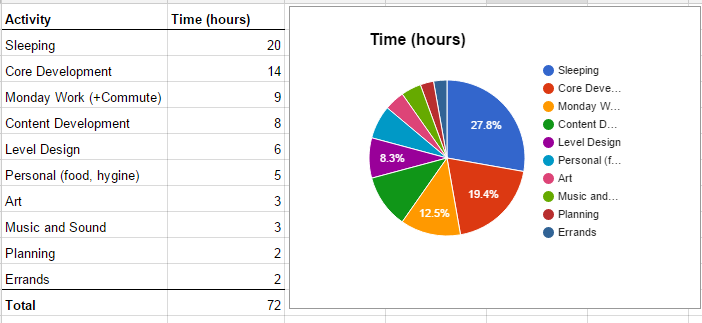 Activity Time (hours)
Sleeping 20
Core Development 14
Monday Work (+Commute) 9
Content Development 8
Level Design 6
Personal (food, hygine) 5
Art 3
Music and Sound 3
Planning 2
Errands 2
Total 72
Time (hours)
27.8%
19.4%
12.5%
8.3%
Sleeping
Core Deve...
Monday W...
Content D...
Level Design
Personal (f...
Art
Music and...
Planning
Errands